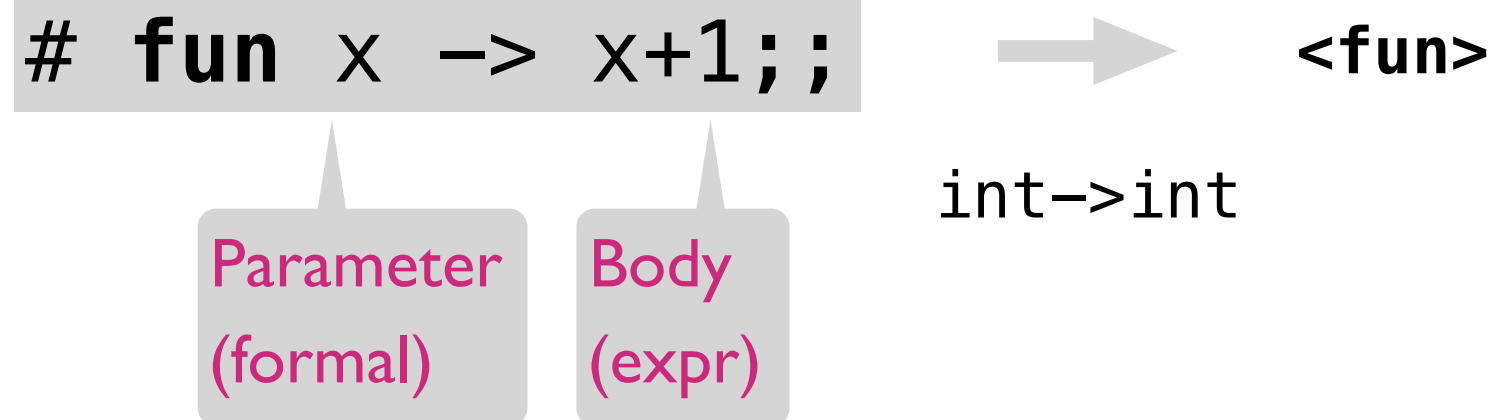 # fun x -> x+1;;
<fun>
int->int
Parameter
(formal)
Body
(expr)